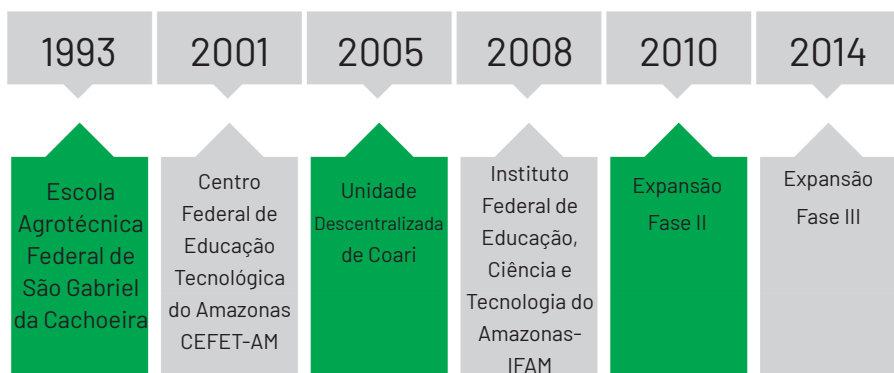 1993
2001
2005
2008
2010
2014
Escola
Agrotécnica
Federal de
São Gabriel
da Cachoeira
Centro
Federal de
Educação
Tecnológica
do Amazonas
CEFET-AM
Unidade
Descentralizada
de Coari
Instituto
Federal de
Educação,
Ciência e
Tecnologia do
Amazonas-
IFAM
Expansão
Fase II
Expansão
Fase III